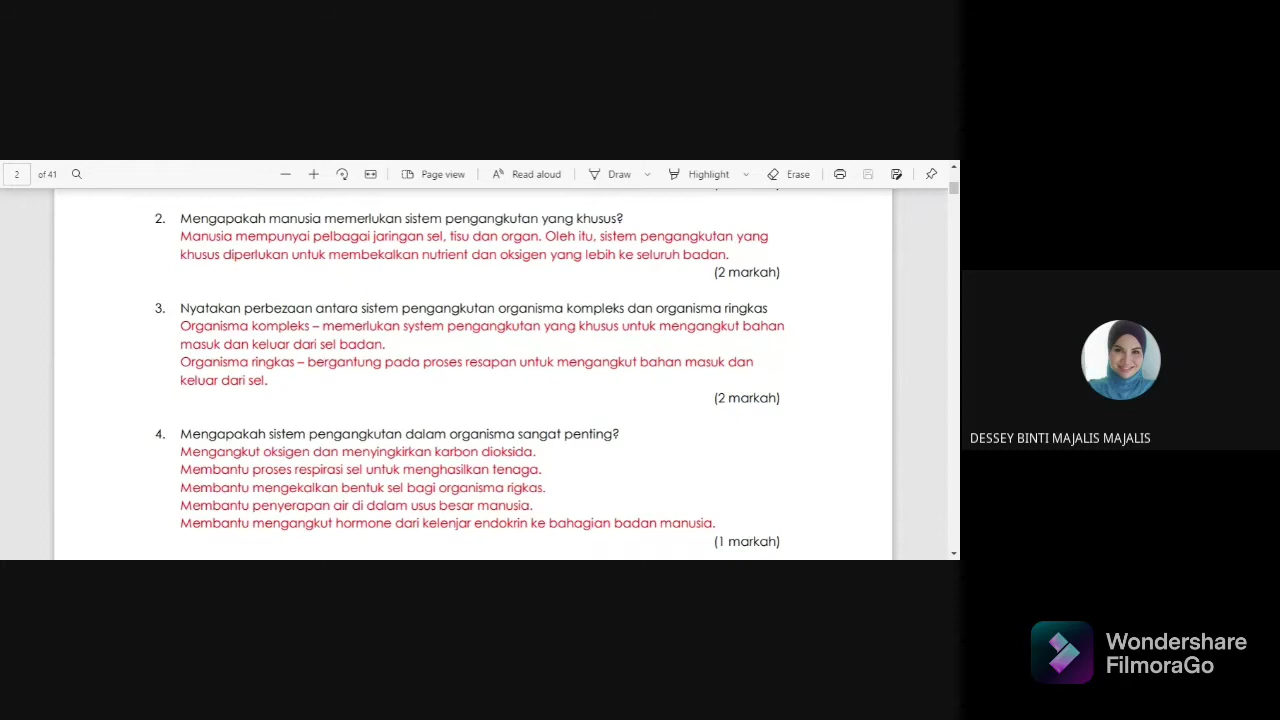 2
of 41
Page view
Read aloud
Draw
Highlight
Erase
2. Mengapakah manusia memerlukan sistem pengangkutan yang khusus?
Manusia mempunyai pelbagai jaringan sel, tisu dan organ. Oleh itu, sistem pengangkutan yang
khusus diperlukan untuk membekalkan nutrient dan oksigen yang lebih ke seluruh badan.
(2 markah)
3. Nyatakan perbezaan antara sistem pengangkutan organisma kompleks dan organisma ringkas
Organisma kompleks – memerlukan system pengangkutan yang khusus untuk mengangkut bahan
masuk dan keluar dari sel badan.
Organisma ringkas – bergantung pada proses resapan untuk mengangkut bahan masuk dan
keluar dari sel.
(2 markah)
4. Mengapakah sistem pengangkutan dalam organisma sangat penting?
Mengangkut oksigen dan menyingkirkan karbon dioksida.
Membantu proses respirasi sel untuk menghasilkan tenaga.
Membantu mengekalkan bentuk sel bagi organisma rigkas.
Membantu penyerapan air di dalam usus besar manusia.
Membantu mengangkut hormone dari kelenjar endokrin ke bahagian badan manusia.
(1 markah)
DESSEY BINTI MAJALIS MAJALIS
Wondershare
FilmoraGo